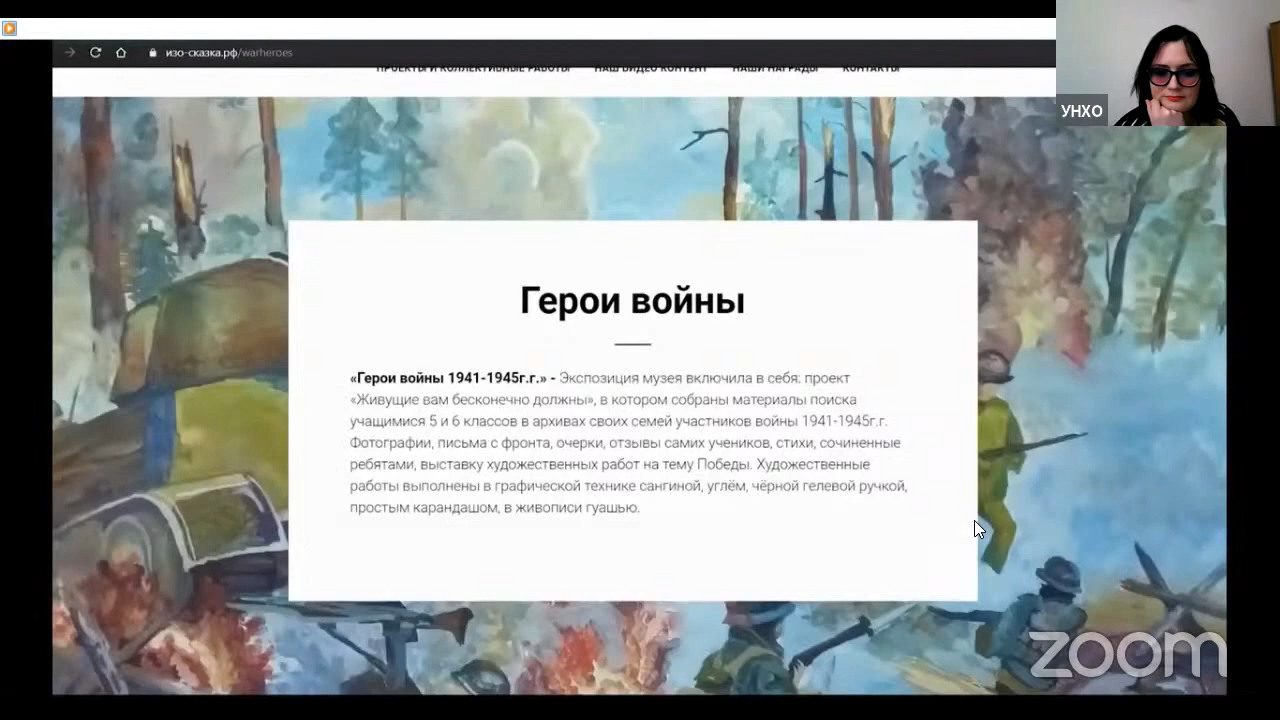 изо-сказка.рф/warheroes
ПРОЕКТЫ И КОЛЛЕКТИВНЫЕ РАБОТЫ НАШ ВИДЕО КОНТЕНТ НАШИ НАГРАДЫ КОНТАКТЫ
УНХО
Герои войны
«Герои войны 1941-1945г.г.» - Экспозиция музея включила в себя: проект
«Живущие вам бесконечно должны», в котором собраны материалы поиска
учащимися 5 и 6 классов в архивах своих семей участников войны 1941-1945г.г.
Фотографии, письма с фронта, очерки, отзывы самих учеников, стихи, сочиненные
ребятами, выставку художественных работ на тему Победы. Художественные
работы выполнены в графической технике сангиной, углём, чёрной гелевой ручкой,
простым карандашом, в живописи гуашью.
zoom